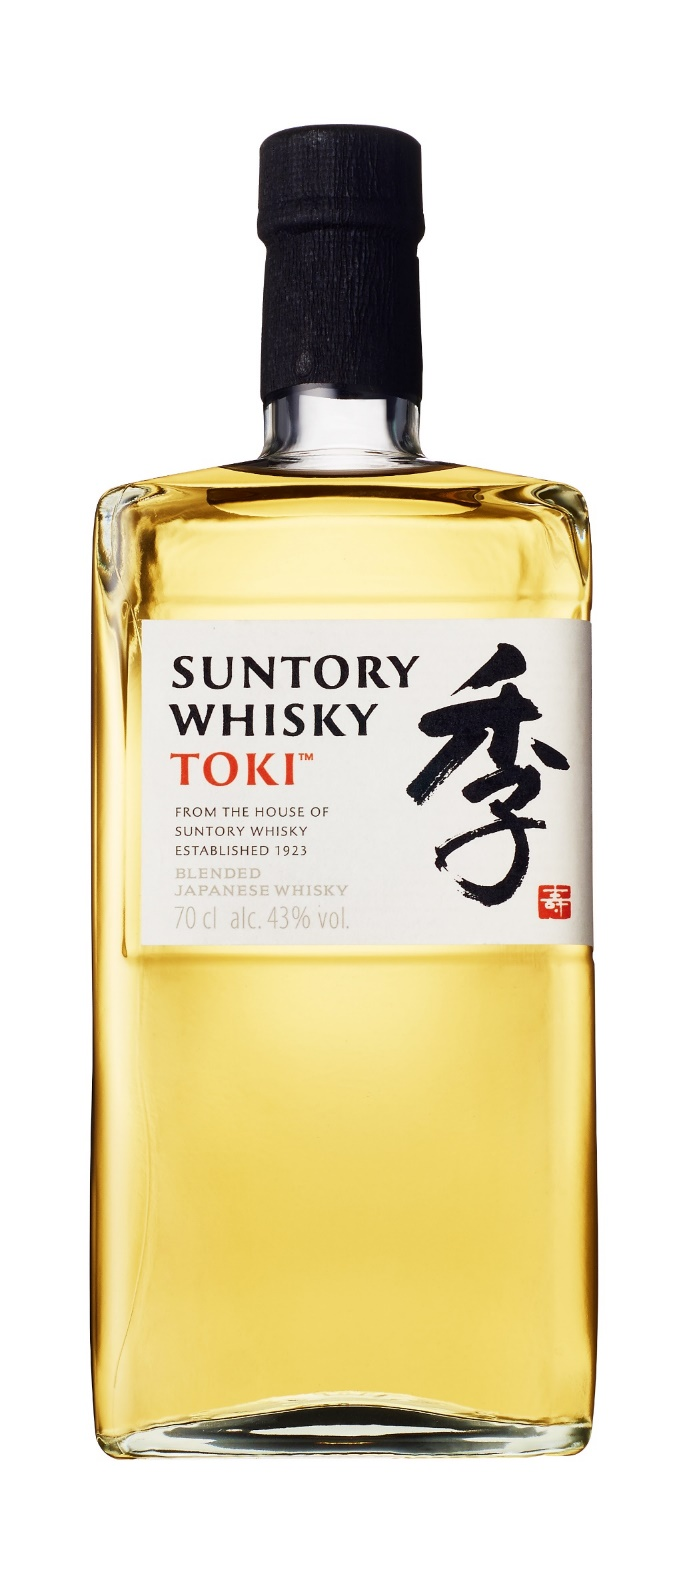 SUNTORY
WHISKY
TOKI™
季
FROM THE HOUSE OF
SUNTORY WHISKY
ESTABLISHED 1923
BLENDED
JAPANESE WHISKY
70 cl alc. 43% vol.
寿